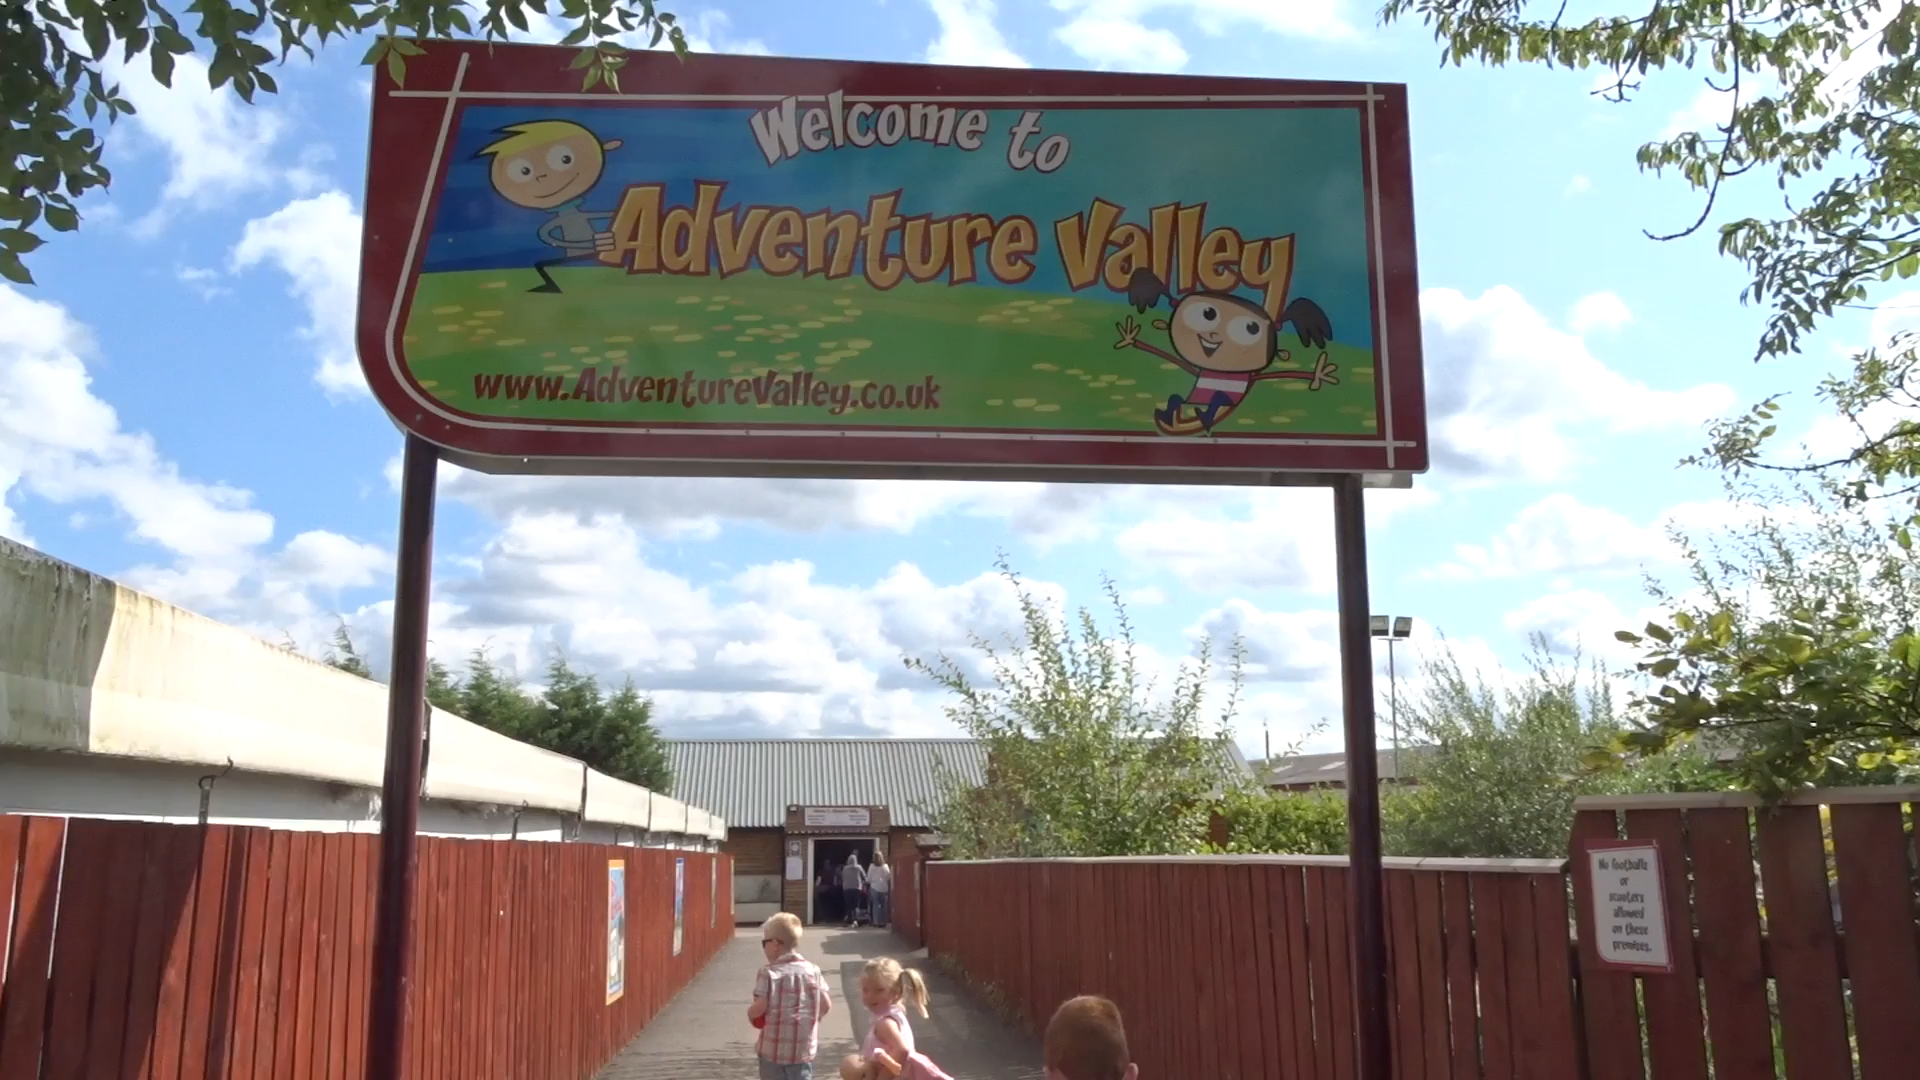 Welcome to
Adventure Valley
www.AdventureValley.co.uk
No footballs
or
scooters
allowed
on these
premises.